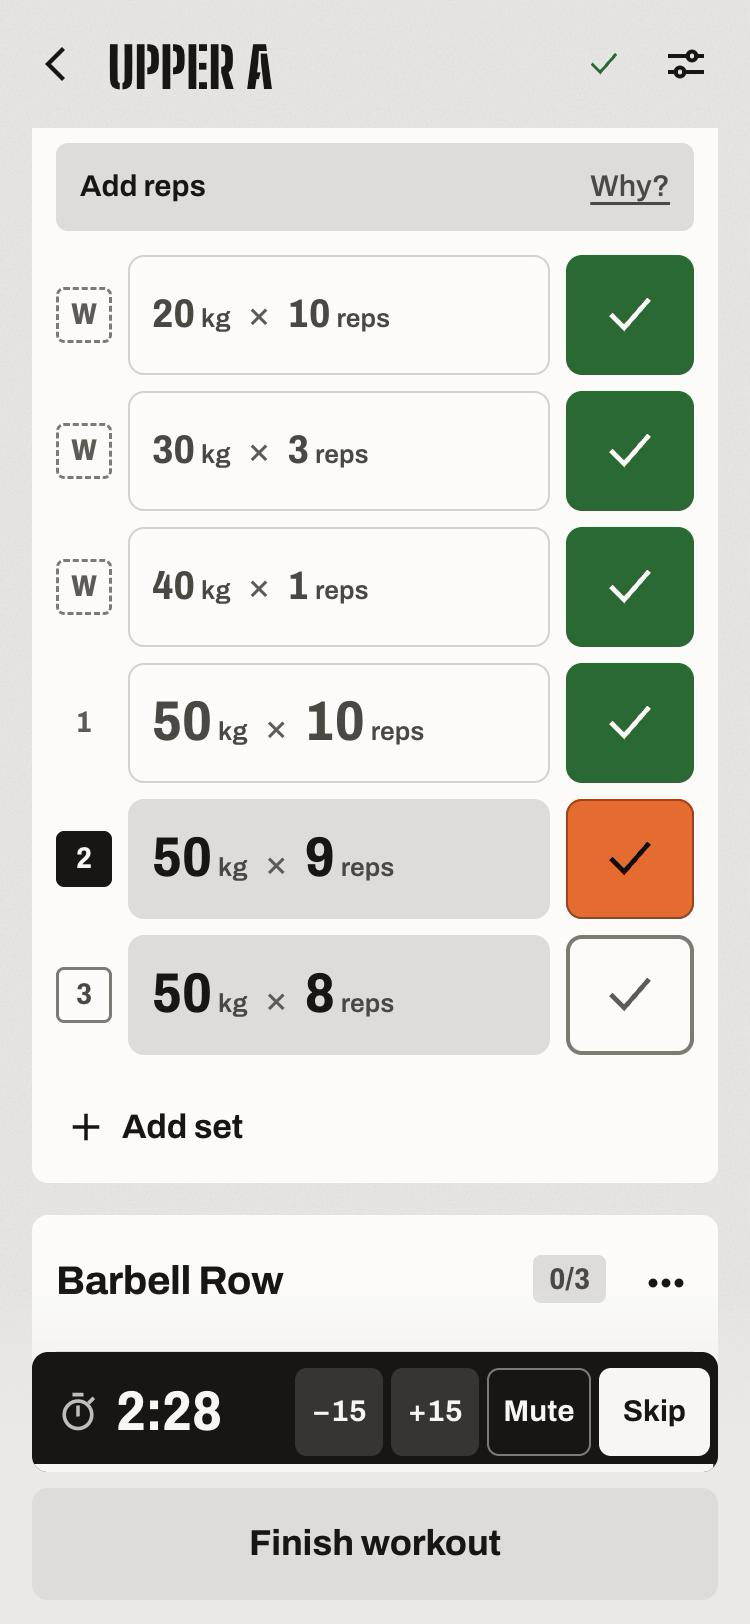 UPPER A
Add reps Why?
W 20 kg × 10 reps
W 30 kg × 3 reps
W 40 kg × 1 reps
1 50 kg × 10 reps
2 50 kg × 9 reps
3 50 kg × 8 reps
+ Add set
Barbell Row 0/3
2:28 −15 +15 Mute Skip
Finish workout